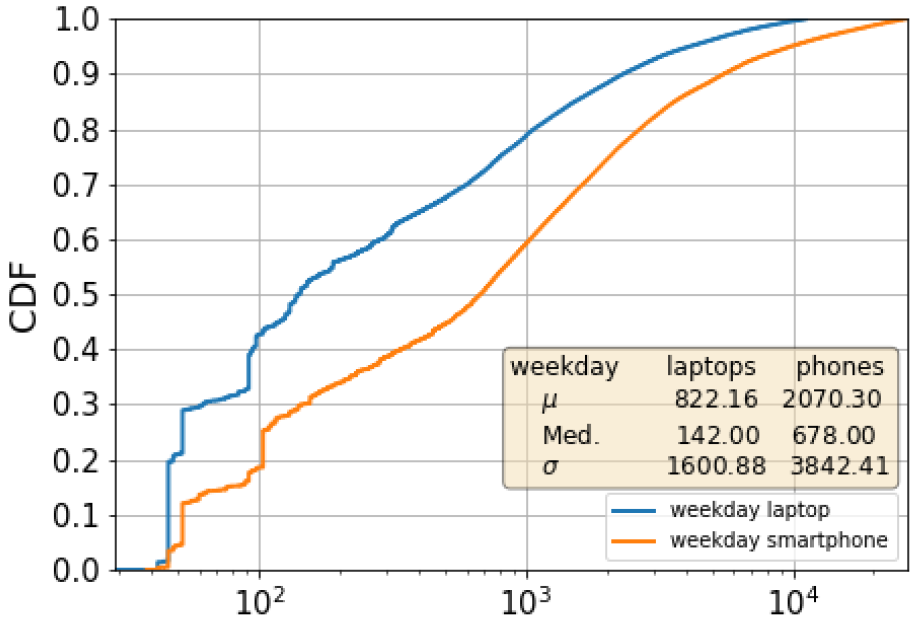 1.0
0.9
0.8
0.7
0.6
0.5
0.4
0.3
0.2
0.1
0.0
CDF
weekday laptops phones
μ 822.16 2070.30
Med. 142.00 678.00
σ 1600.88 3842.41
weekday laptop
weekday smartphone
10² 10³ 10⁴